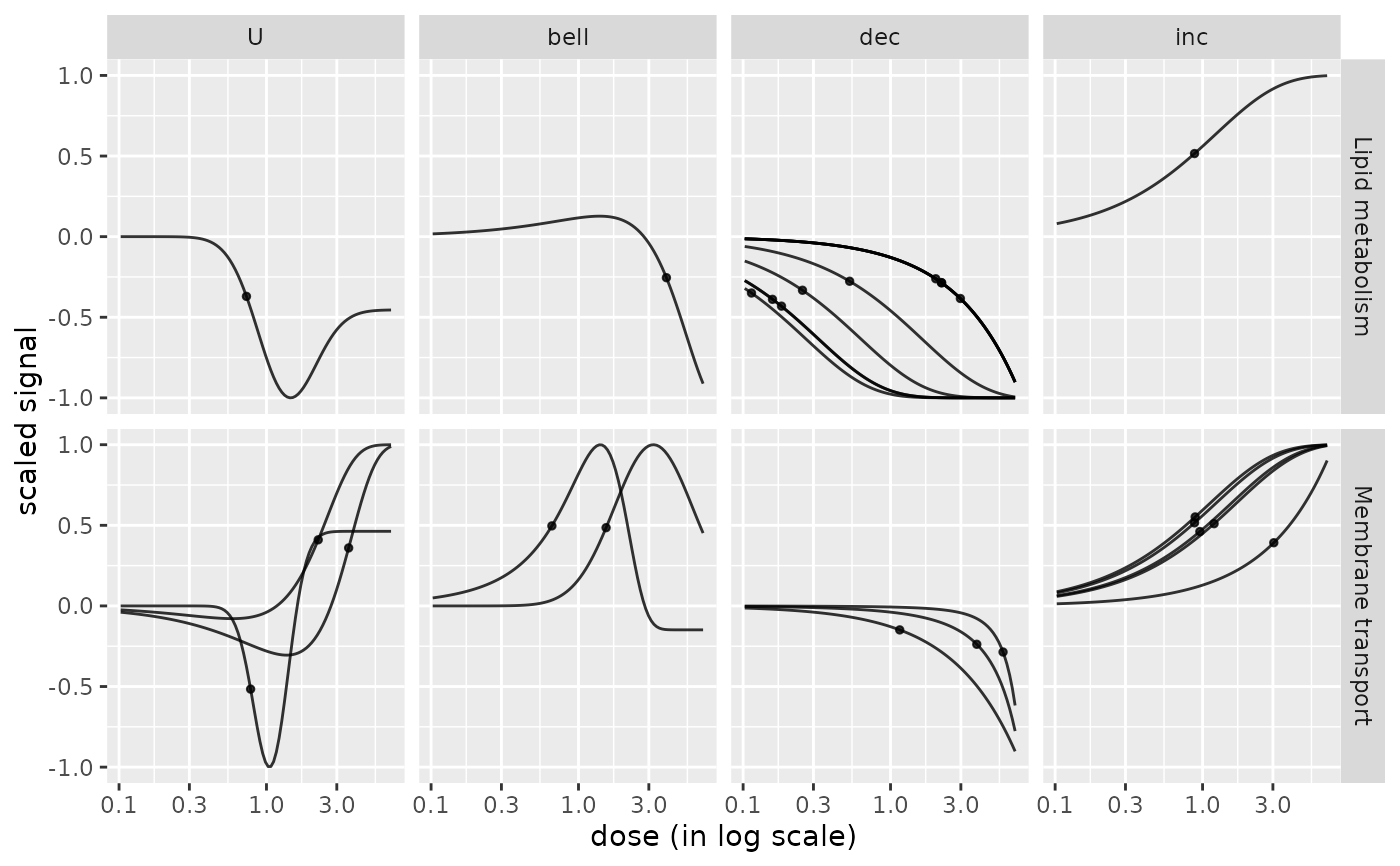 U bell dec inc
1.0
0.5
0.0
-0.5
-1.0
Lipid metabolism
1.0
0.5
0.0
-0.5
-1.0
Membrane transport
scaled signal
0.1 0.3 1.0 3.0 0.1 0.3 1.0 3.0 0.1 0.3 1.0 3.0 0.1 0.3 1.0 3.0
dose (in log scale)